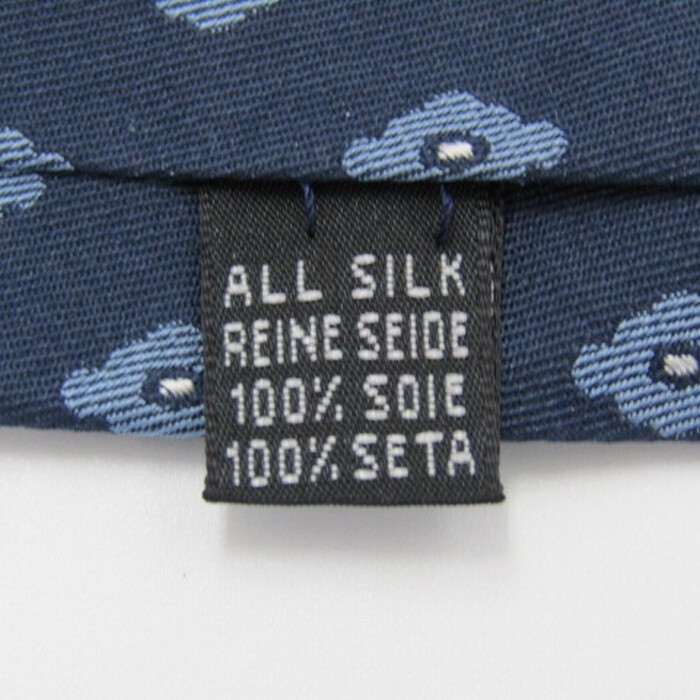 ALL SILK
REINE SEIDE
100% SOIE
100% SETA